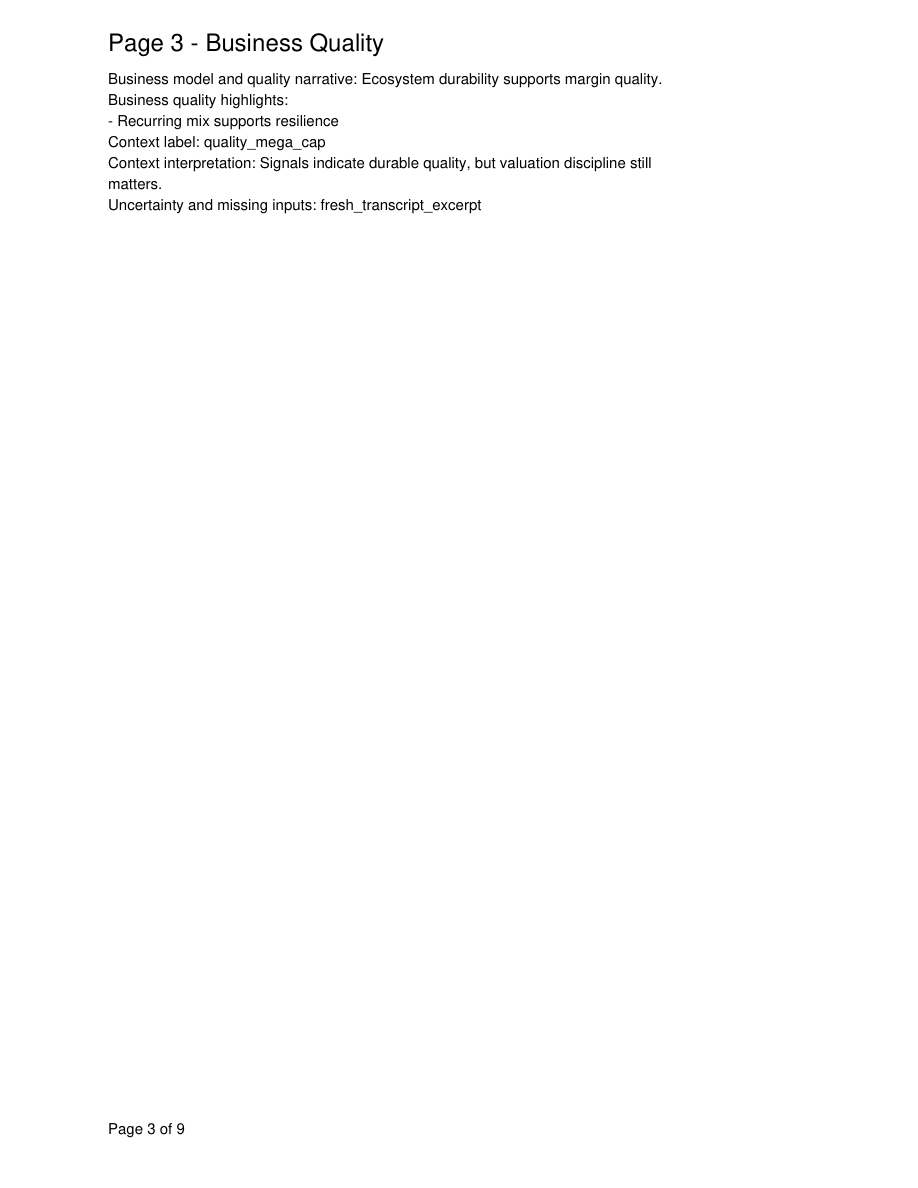 Page 3 - Business Quality
Business model and quality narrative: Ecosystem durability supports margin quality.
Business quality highlights:
- Recurring mix supports resilience
Context label: quality_mega_cap
Context interpretation: Signals indicate durable quality, but valuation discipline still
matters.
Uncertainty and missing inputs: fresh_transcript_excerpt
Page 3 of 9